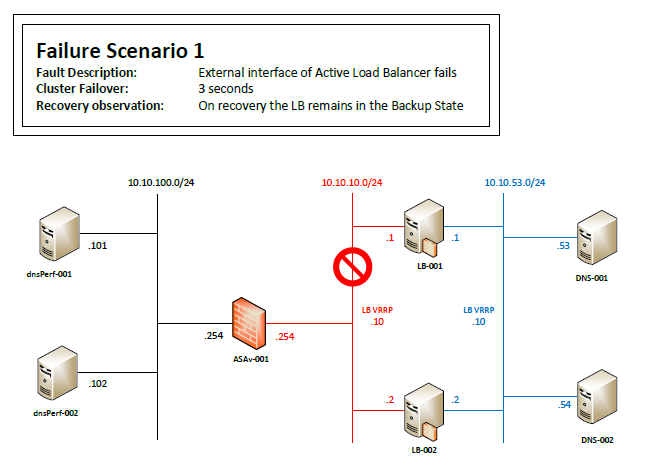 Failure Scenario 1
Fault Description: External interface of Active Load Balancer fails
Cluster Failover: 3 seconds
Recovery observation: On recovery the LB remains in the Backup State
10.10.100.0/24 10.10.10.0/24 10.10.53.0/24
.101 .1 .1 .53
dnsPerf-001 LB-001 DNS-001
LB VRRP LB VRRP
.10 .10
.254 .254
ASAv-001
.102 .2 .2 .54
dnsPerf-002 LB-002 DNS-002